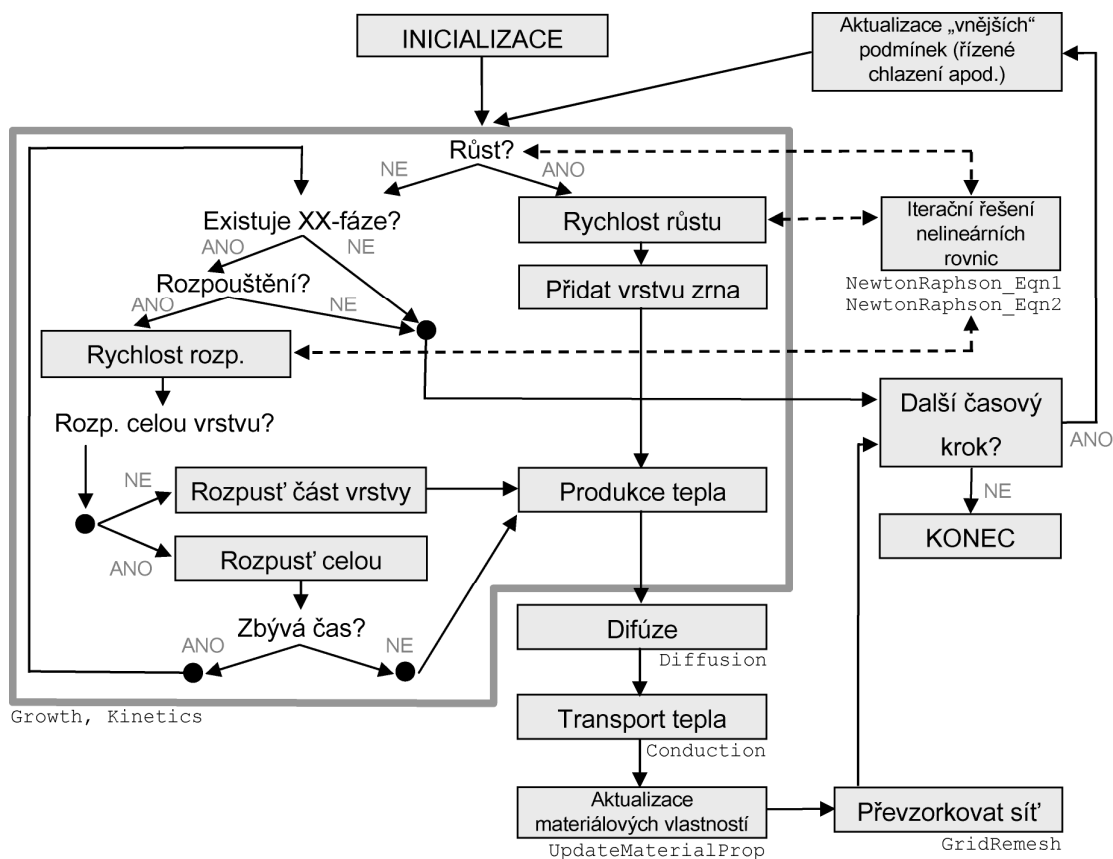 INICIALIZACE
Aktualizace „vnějších“
podmínek (řízené
chlazení apod.)
Růst?
NE
ANO
Existuje XX-fáze?
ANO
NE
Rozpouštění?
ANO
NE
Rychlost růstu
Přidat vrstvu zrna
Iterační řešení
nelineárních
rovnic
NewtonRaphson_Eqn1
NewtonRaphson_Eqn2
Rychlost rozp.
Rozp. celou vrstvu?
Další časový
krok?
ANO
NE
KONEC
NE
Rozpusť část vrstvy
Produkce tepla
ANO
Rozpusť celou
Zbývá čas?
ANO
NE
Growth, Kinetics
Difúze
Diffusion
Transport tepla
Conduction
Aktualizace
materiálových vlastností
UpdateMaterialProp
Převzorkovat síť
GridRemesh